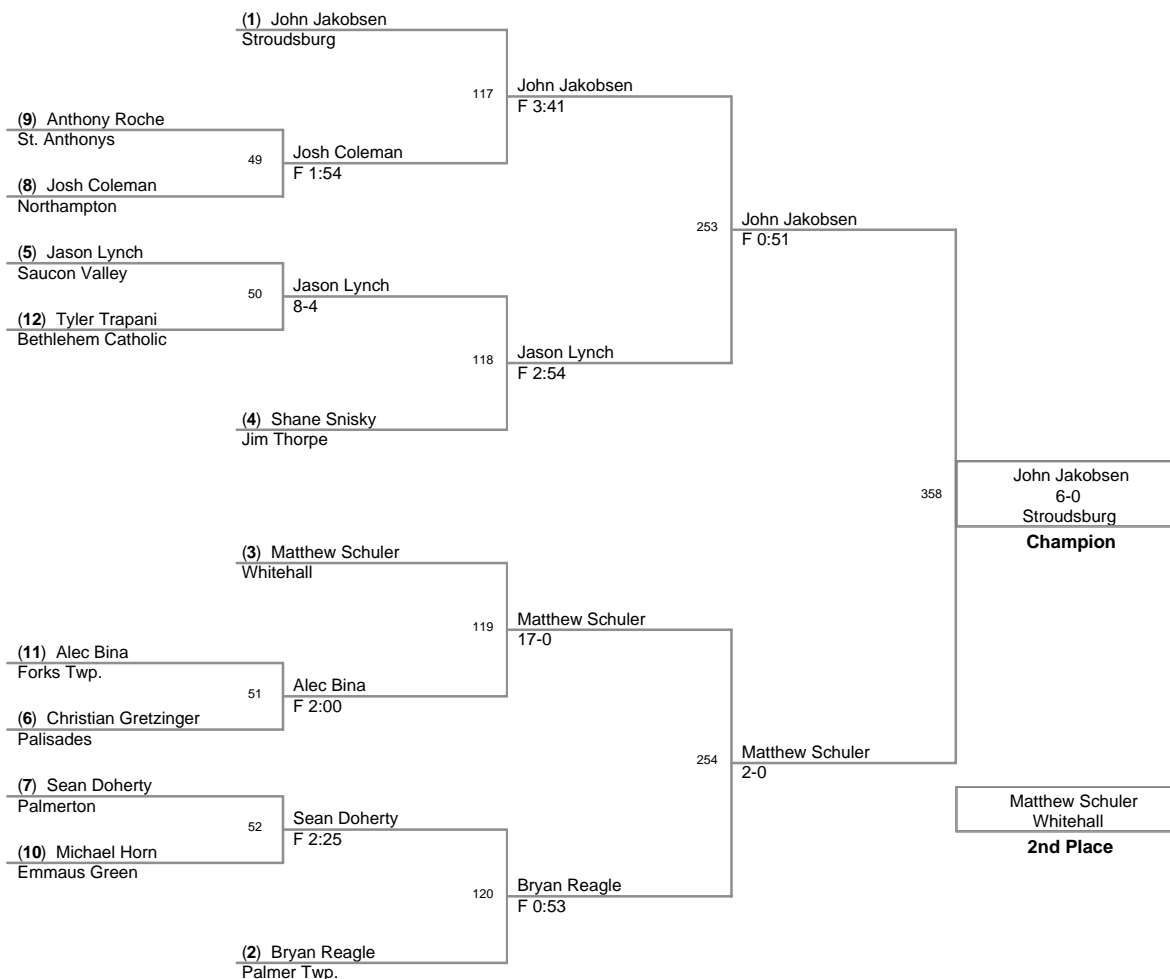 (1) John Jakobsen
Stroudsburg
117
John Jakobsen
F 3:41
(9) Anthony Roche
St. Anthonys
49
Josh Coleman
F 1:54
(8) Josh Coleman
Northampton
253
John Jakobsen
F 0:51
(5) Jason Lynch
Saucon Valley
50
Jason Lynch
8-4
(12) Tyler Trapani
Bethlehem Catholic
118
Jason Lynch
F 2:54
(4) Shane Snisky
Jim Thorpe
358
John Jakobsen
6-0
Stroudsburg
Champion
(3) Matthew Schuler
Whitehall
119
Matthew Schuler
17-0
(11) Alec Bina
Forks Twp.
51
Alec Bina
F 2:00
(6) Christian Gretzinger
Palisades
254
Matthew Schuler
2-0
(7) Sean Doherty
Palmerton
52
Sean Doherty
F 2:25
(10) Michael Horn
Emmaus Green
Matthew Schuler
Whitehall
2nd Place
120
Bryan Reagle
F 0:53
(2) Bryan Reagle
Palmer Twp.